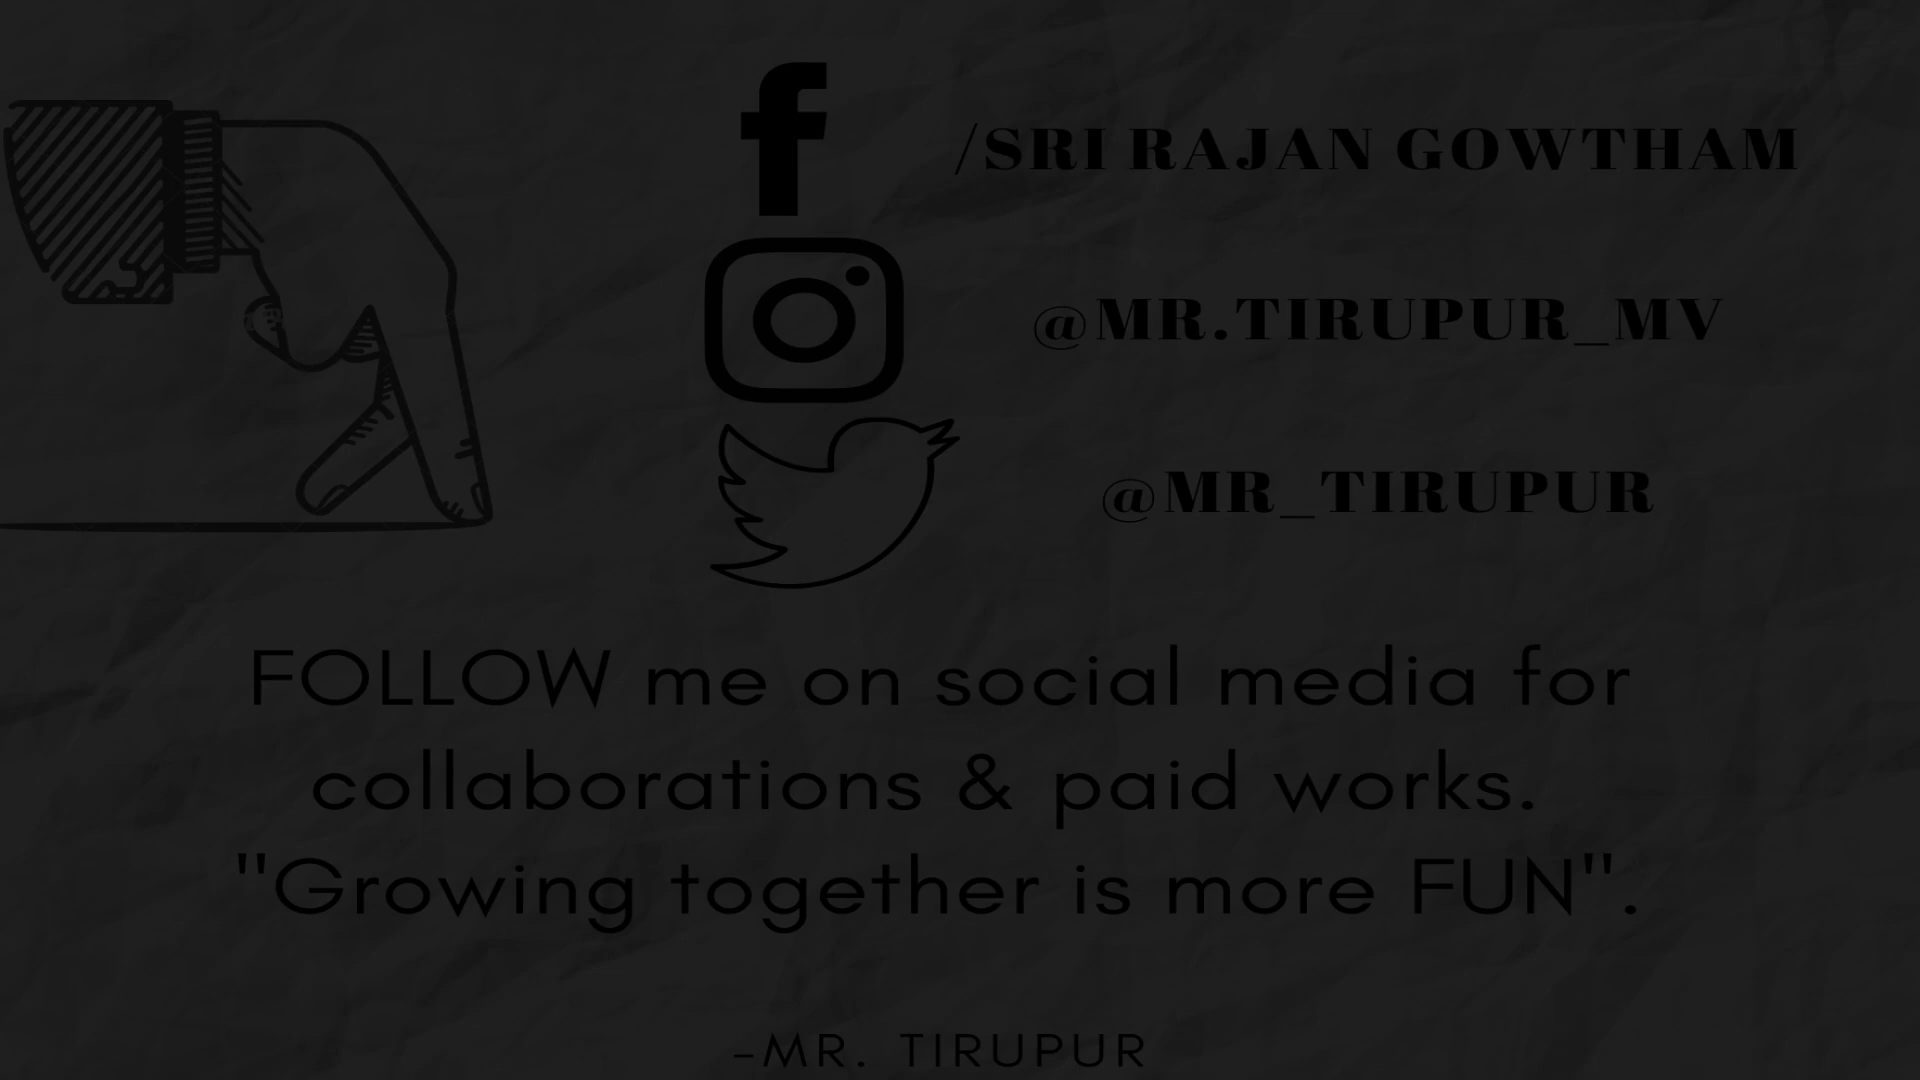 /SRI RAJAN GOWTHAM
@MR.TIRUPUR_MV
@MR_TIRUPUR
FOLLOW me on social media for
collaborations & paid works.
"Growing together is more FUN".
-MR. TIRUPUR